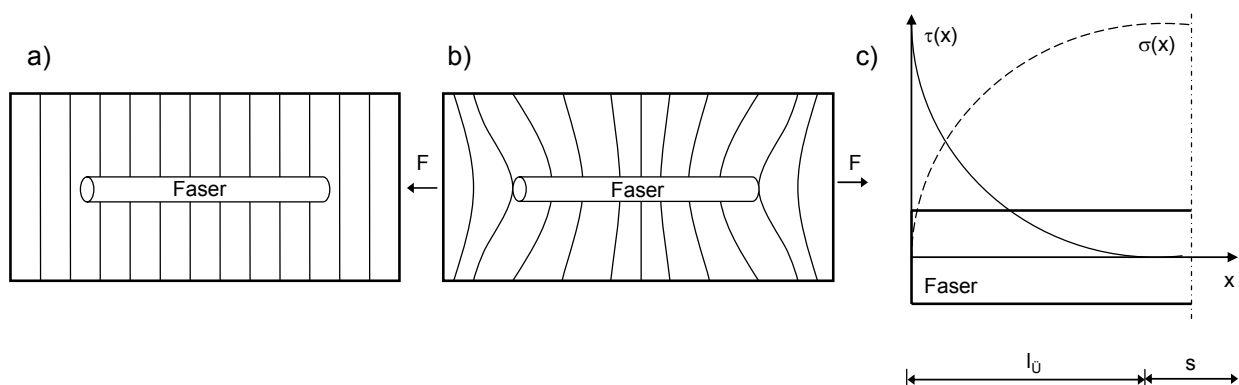 a)
Faser
b)
F
Faser
F
c)
τ(x)
σ(x)
Faser
x
lÜ
s